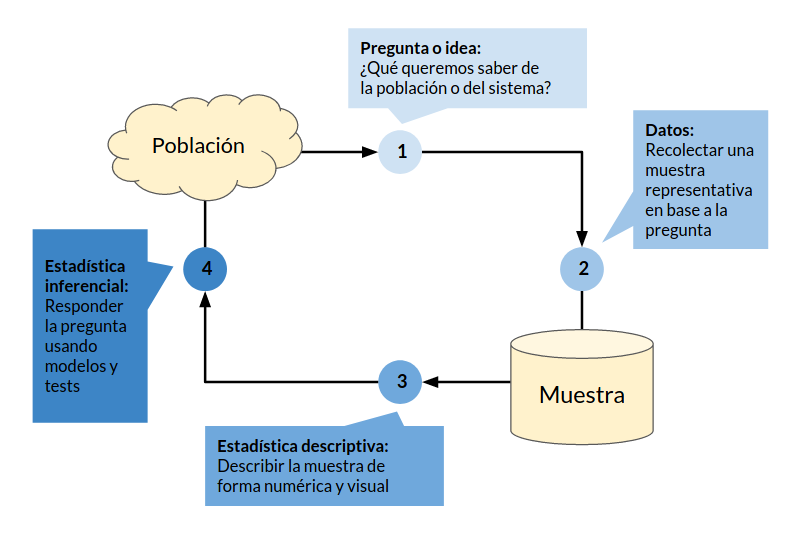 Pregunta o idea:
¿Qué queremos saber de
la población o del sistema?
Población
1
Datos:
Recolectar una
muestra
representativa
en base a la
pregunta
2
Muestra
3
Estadística descriptiva:
Describir la muestra de
forma numérica y visual
4
Estadística
inferencial:
Responder
la pregunta
usando
modelos y
tests